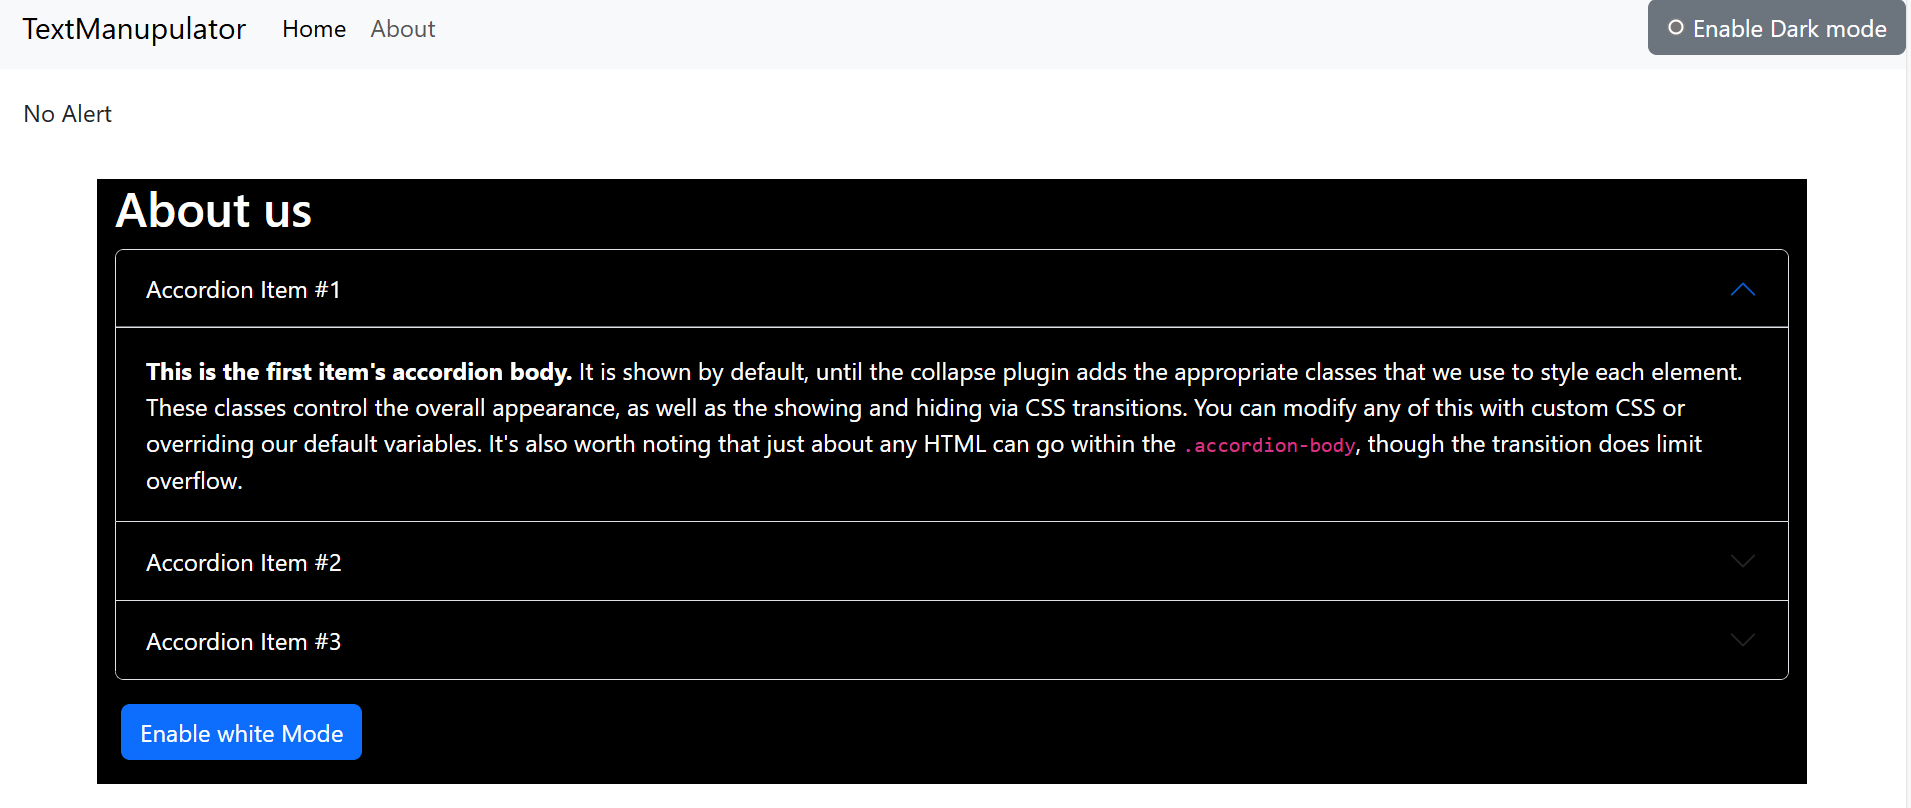 TextManupulator Home About Enable Dark mode
No Alert
About us
Accordion Item #1
This is the first item's accordion body. It is shown by default, until the collapse plugin adds the appropriate classes that we use to style each element.
These classes control the overall appearance, as well as the showing and hiding via CSS transitions. You can modify any of this with custom CSS or
overriding our default variables. It's also worth noting that just about any HTML can go within the .accordion-body, though the transition does limit
overflow.
Accordion Item #2
Accordion Item #3
Enable white Mode